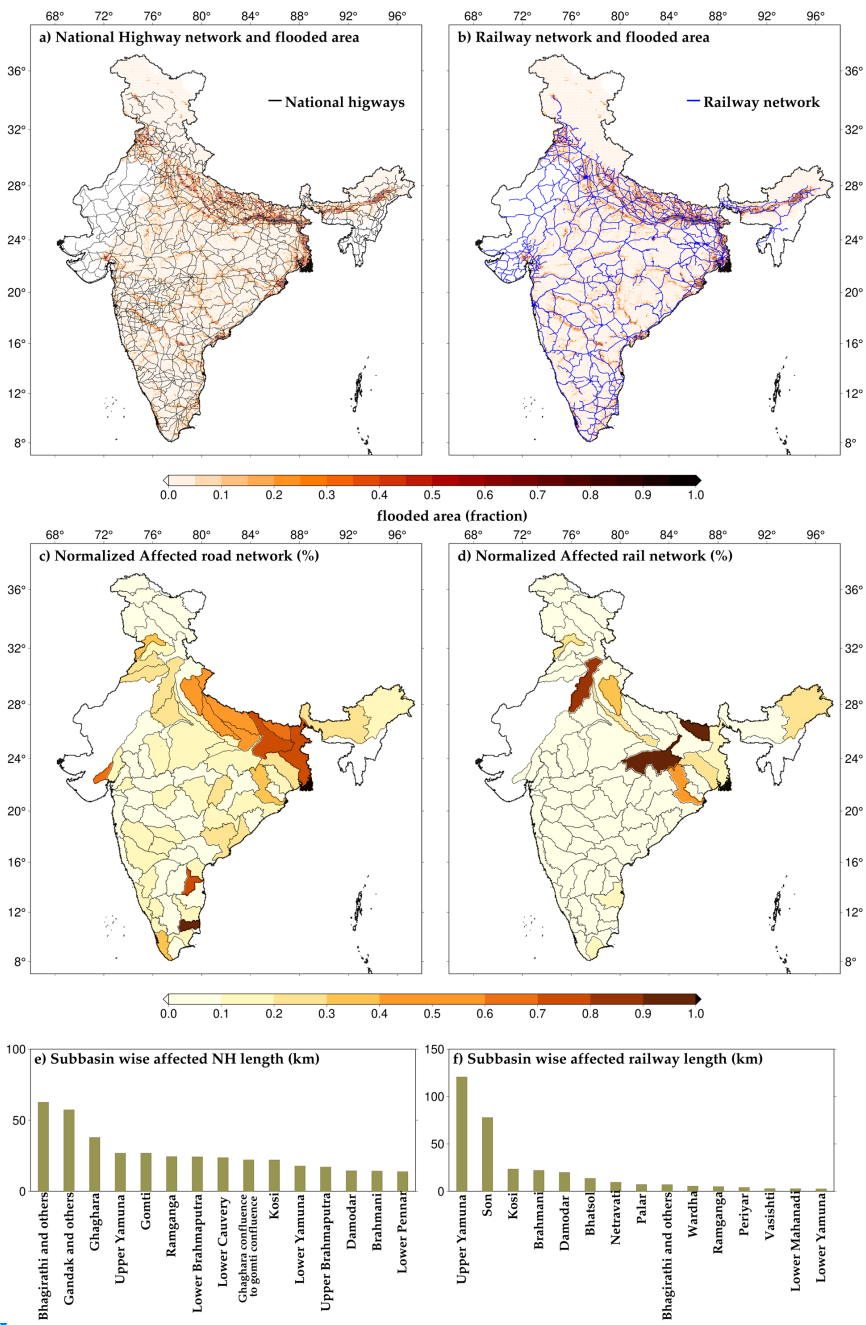 68° 72° 76° 80° 84° 88° 92° 96° 68° 72° 76° 80° 84° 88° 92° 96°
a) National Highway network and flooded area
b) Railway network and flooded area
36° 36°
National higways
Railway network
32° 32°
28° 28°
24° 24°
20° 20°
16° 16°
12° 12°
8° 8°
0.0 0.1 0.2 0.3 0.4 0.5 0.6 0.7 0.8 0.9 1.0
flooded area (fraction)
68° 72° 76° 80° 84° 88° 92° 96° 68° 72° 76° 80° 84° 88° 92° 96°
c) Normalized Affected road network (%)
d) Normalized Affected rail network (%)
36° 36°
32° 32°
28° 28°
24° 24°
20° 20°
16° 16°
12° 12°
8° 8°
0.0 0.1 0.2 0.3 0.4 0.5 0.6 0.7 0.8 0.9 1.0
e) Subbasin wise affected NH length (km)
100
50
0
Bhagirathi and others
Gandak and others
Ghaghara
Upper Yamuna
Gomti
Ramganga
Lower Brahmaputra
Lower Cauvery
Ghaghara confluence
to gomti confluence
Kosi
Lower Yamuna
Upper Brahmaputra
Damodar
Brahmani
Lower Pennar
f) Subbasin wise affected railway length (km)
150
100
50
0
Upper Yamuna
Son
Kosi
Brahmani
Damodar
Bhatsol
Netravati
Palar
Bhagirathi and others
Wardha
Ramganga
Periyar
Vasishti
Lower Mahanadi
Lower Yamuna